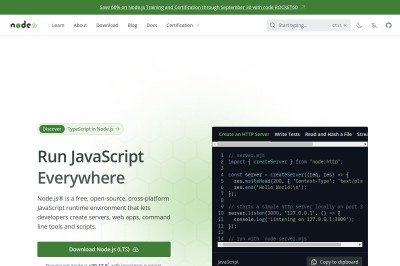 Save 60% on Node.js Training and Certification through September 30 with code ROCKET60
node
Learn
About
Download
Blog
Docs
Certification
Start typing...
Discover
TypeScript in Node.js
Run JavaScript
Everywhere
Node.js® is a free, open-source, cross-platform
JavaScript runtime environment that lets
developers create servers, web apps, command
line tools and scripts.
Download Node.js (LTS)
Create an HTTP Server
Write Tests
Read and Hash a File
Strea
1 // server.mjs
2 import { createServer } from 'node:http';
3
4 const server = createServer((req, res) => {
5 res.writeHead(200, { 'Content-Type': 'text/pla
6 res.end('Hello World!\n');
7 });
8
9 // starts a simple http server locally on port 3
10 server.listen(3000, '127.0.0.1', () => {
11 console.log('Listening on 127.0.0.1:3000');
12 });
13
14 // run with `node server.mjs`
JavaScript
Copy to clipboard